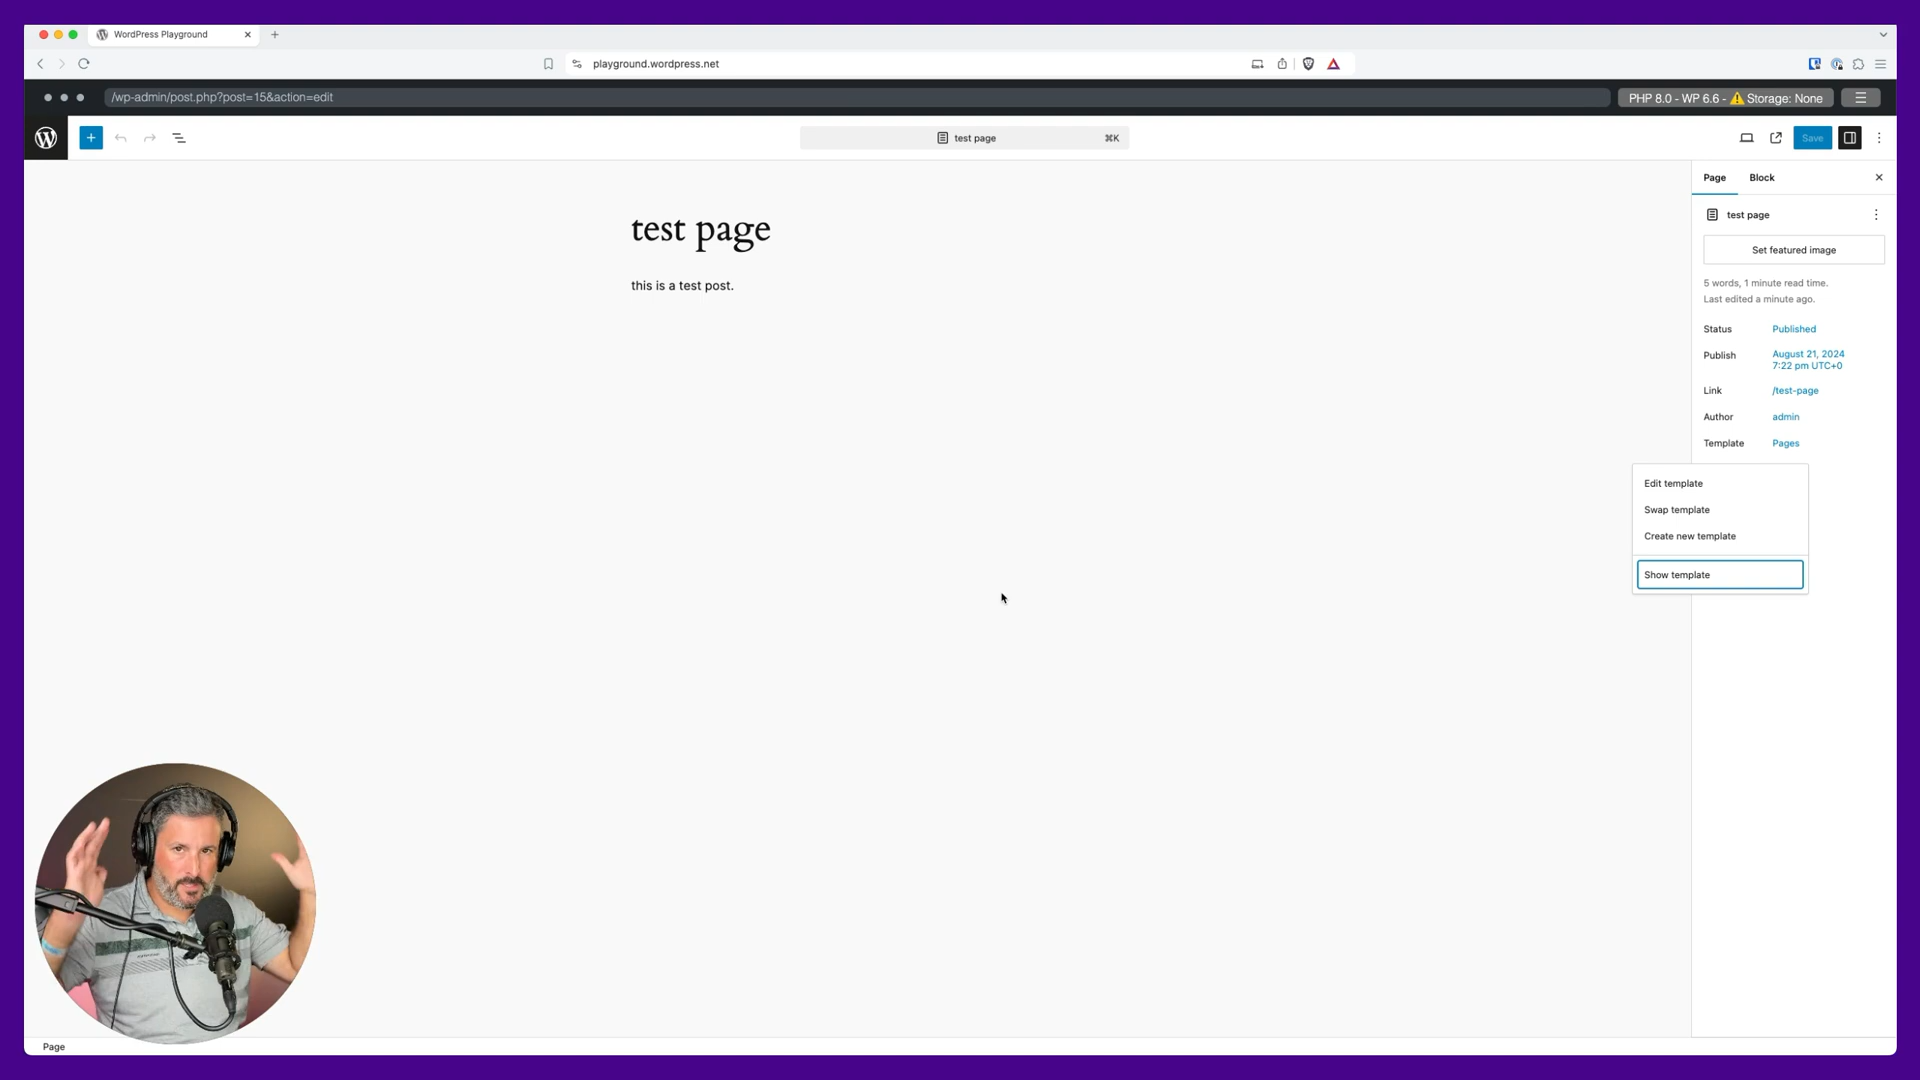 WordPress Playground
playground.wordpress.net
/wp-admin/post.php?post=15&action=edit
PHP 8.0 - WP 6.6 - ⚠️ Storage: None
test page
⌘K
Save
Page
Block
test page
Set featured image
5 words, 1 minute read time.
Last edited a minute ago.
Status
Published
Publish
August 21, 2024
7:22 pm UTC+0
Link
/test-page
Author
admin
Template
Pages
Edit template
Swap template
Create new template
Show template
test page
this is a test post.
Page